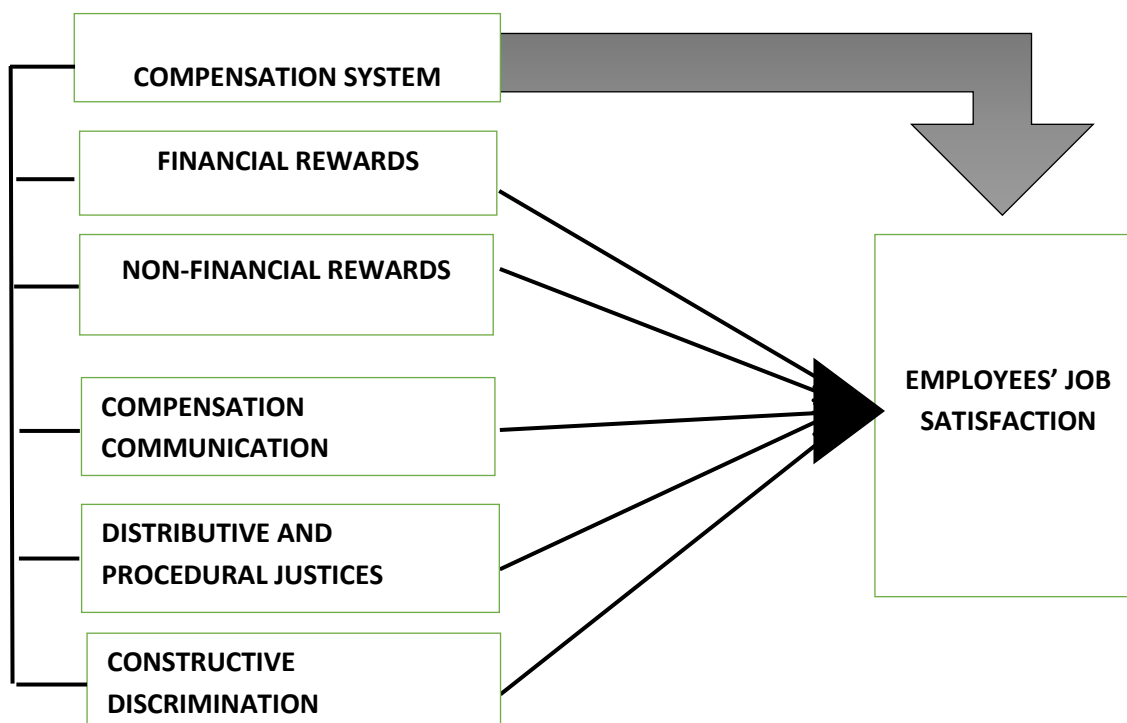 COMPENSATION SYSTEM
FINANCIAL REWARDS
NON-FINANCIAL REWARDS
COMPENSATION
COMMUNICATION
DISTRIBUTIVE AND
PROCEDURAL JUSTICES
CONSTRUCTIVE
DISCRIMINATION
EMPLOYEES’ JOB
SATISFACTION